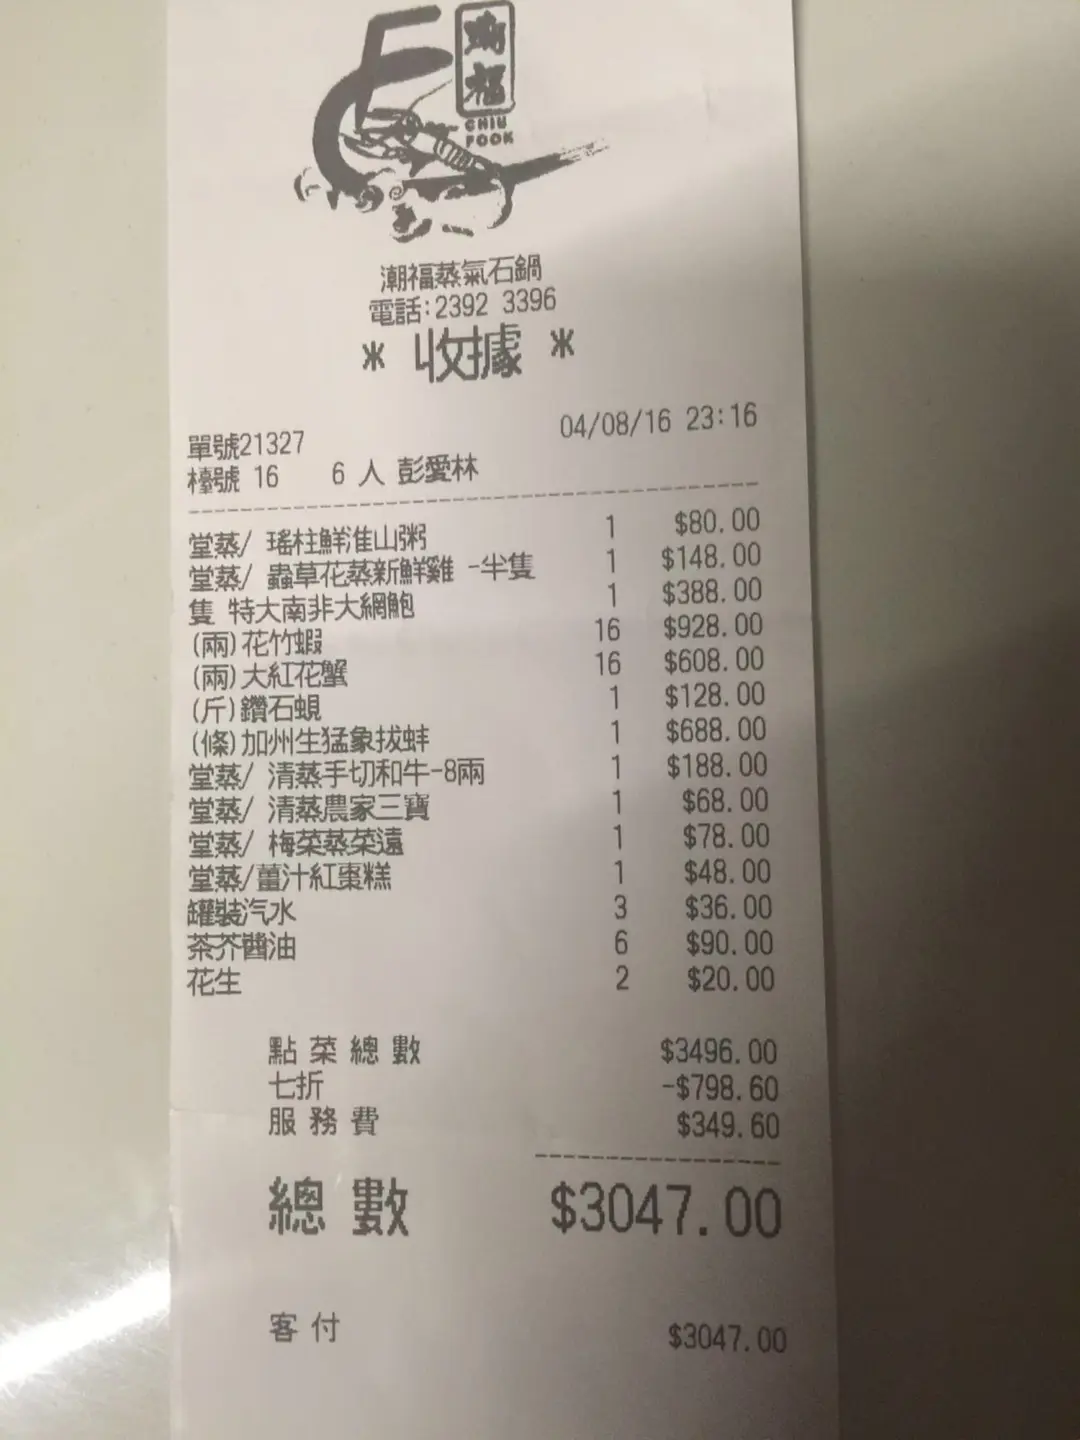 潮福
CHIU
FOOK
潮福蒸氣石鍋
電話:2392 3396
* 收據 *
單號21327 04/08/16 23:16
檯號 16 6 人 彭愛林
堂蒸/ 瑤柱鮮淮山粥 1 $80.00
堂蒸/ 蟲草花蒸新鮮雞 -半隻 1 $148.00
隻 特大南非大網鮑 1 $388.00
(兩)花竹蝦 16 $928.00
(兩)大紅花蟹 16 $608.00
(斤)鑽石蜆 1 $128.00
(條)加州生猛象拔蚌 1 $688.00
堂蒸/ 清蒸手切和牛-8兩 1 $188.00
堂蒸/ 清蒸農家三寶 1 $68.00
堂蒸/ 梅菜蒸菜遠 1 $78.00
堂蒸/薑汁紅棗糕 1 $48.00
罐裝汽水 3 $36.00
茶芥醬油 6 $90.00
花生 2 $20.00
點 菜 總 數 $3496.00
七折 -$798.60
服 務 費 $349.60
總 數 $3047.00
客 付 $3047.00